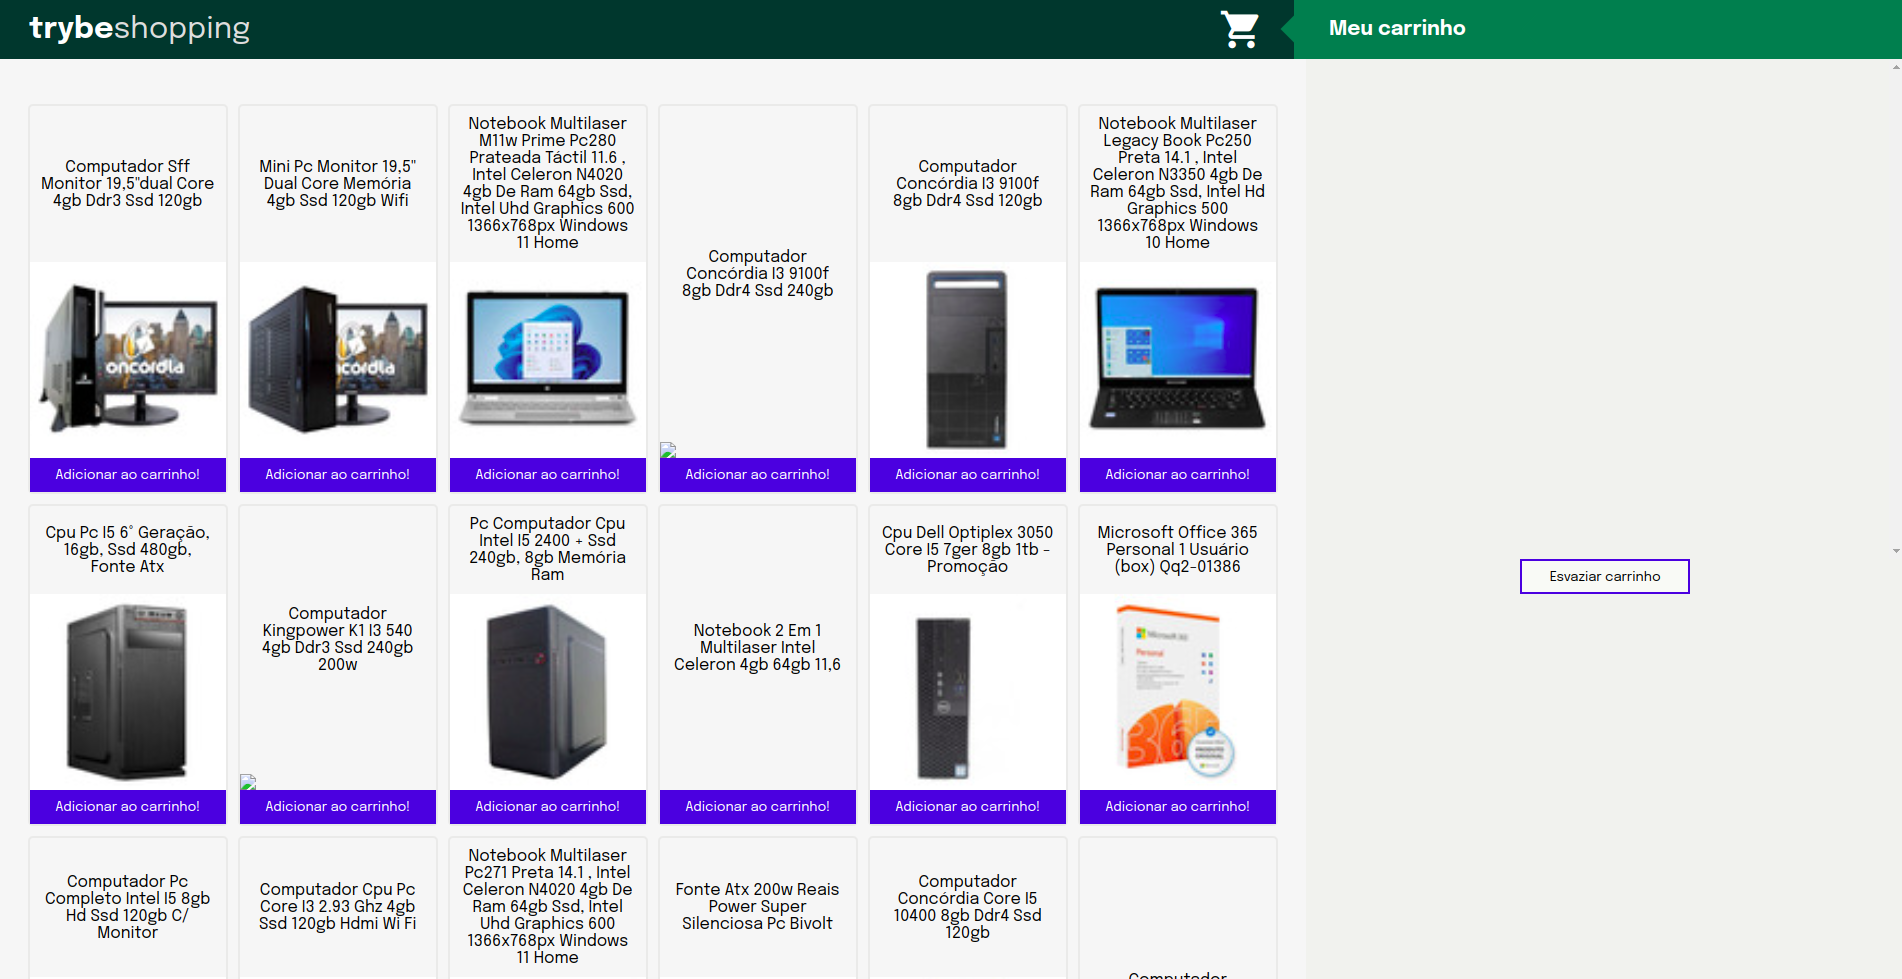 trybeshopping
Meu carrinho
Computador Sff
Monitor 19,5"dual Core
4gb Ddr3 Ssd 120gb
Adicionar ao carrinho!
Mini Pc Monitor 19,5"
Dual Core Memória
4gb Ssd 120gb Wifi
Adicionar ao carrinho!
Notebook Multilaser
M11w Prime Pc280
Prateada Táctil 11.6 ,
Intel Celeron N4020
4gb De Ram 64gb Ssd,
Intel Uhd Graphics 600
1366x768px Windows
11 Home
Adicionar ao carrinho!
Computador
Concórdia I3 9100f
8gb Ddr4 Ssd 240gb
Adicionar ao carrinho!
Computador
Concórdia I3 9100f
8gb Ddr4 Ssd 120gb
Adicionar ao carrinho!
Notebook Multilaser
Legacy Book Pc250
Preta 14.1 , Intel
Celeron N3350 4gb De
Ram 64gb Ssd, Intel Hd
Graphics 500
1366x768px Windows
10 Home
Adicionar ao carrinho!
Cpu Pc I5 6° Geração,
16gb, Ssd 480gb,
Fonte Atx
Adicionar ao carrinho!
Computador
Kingpower K1 I3 540
4gb Ddr3 Ssd 240gb
200w
Adicionar ao carrinho!
Pc Computador Cpu
Intel I5 2400 + Ssd
240gb, 8gb Memória
Ram
Adicionar ao carrinho!
Notebook 2 Em 1
Multilaser Intel
Celeron 4gb 64gb 11,6
Adicionar ao carrinho!
Cpu Dell Optiplex 3050
Core I5 7ger 8gb 1tb -
Promoção
Adicionar ao carrinho!
Microsoft Office 365
Personal 1 Usuário
(box) Qq2-01386
Microsoft 365
Personal
Adicionar ao carrinho!
Esvaziar carrinho
Computador Pc
Completo Intel I5 8gb
Hd Ssd 120gb C/
Monitor
Computador Cpu Pc
Core I3 2.93 Ghz 4gb
Ssd 120gb Hdmi Wi Fi
Notebook Multilaser
Pc271 Preta 14.1 , Intel
Celeron N4020 4gb De
Ram 64gb Ssd, Intel
Uhd Graphics 600
1366x768px Windows
11 Home
Fonte Atx 200w Reais
Power Super
Silenciosa Pc Bivolt
Computador
Concórdia Core I5
10400 8gb Ddr4 Ssd
120gb
Computador